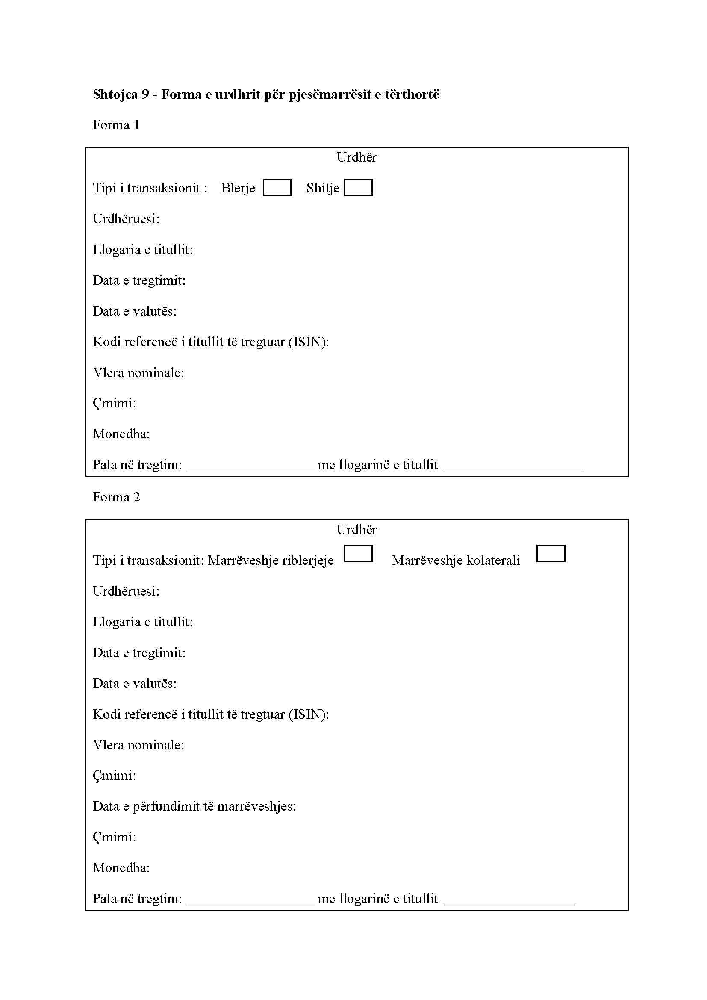 Shtojca 9 - Forma e urdhrit për pjesëmarrësit e tërthortë
Forma 1
Urdhër
Tipi i transaksionit : Blerje Shitje
Urdhëruesi:
Llogaria e titullit:
Data e tregtimit:
Data e valutës:
Kodi referencë i titullit të tregtuar (ISIN):
Vlera nominale:
Çmimi:
Monedha:
Pala në tregtim: __________________ me llogarinë e titullit ____________________
Forma 2
Urdhër
Tipi i transaksionit: Marrëveshje riblerjeje Marrëveshje kolaterali
Urdhëruesi:
Llogaria e titullit:
Data e tregtimit:
Data e valutës:
Kodi referencë i titullit të tregtuar (ISIN):
Vlera nominale:
Çmimi:
Data e përfundimit të marrëveshjes:
Çmimi:
Monedha:
Pala në tregtim: __________________ me llogarinë e titullit ___________________